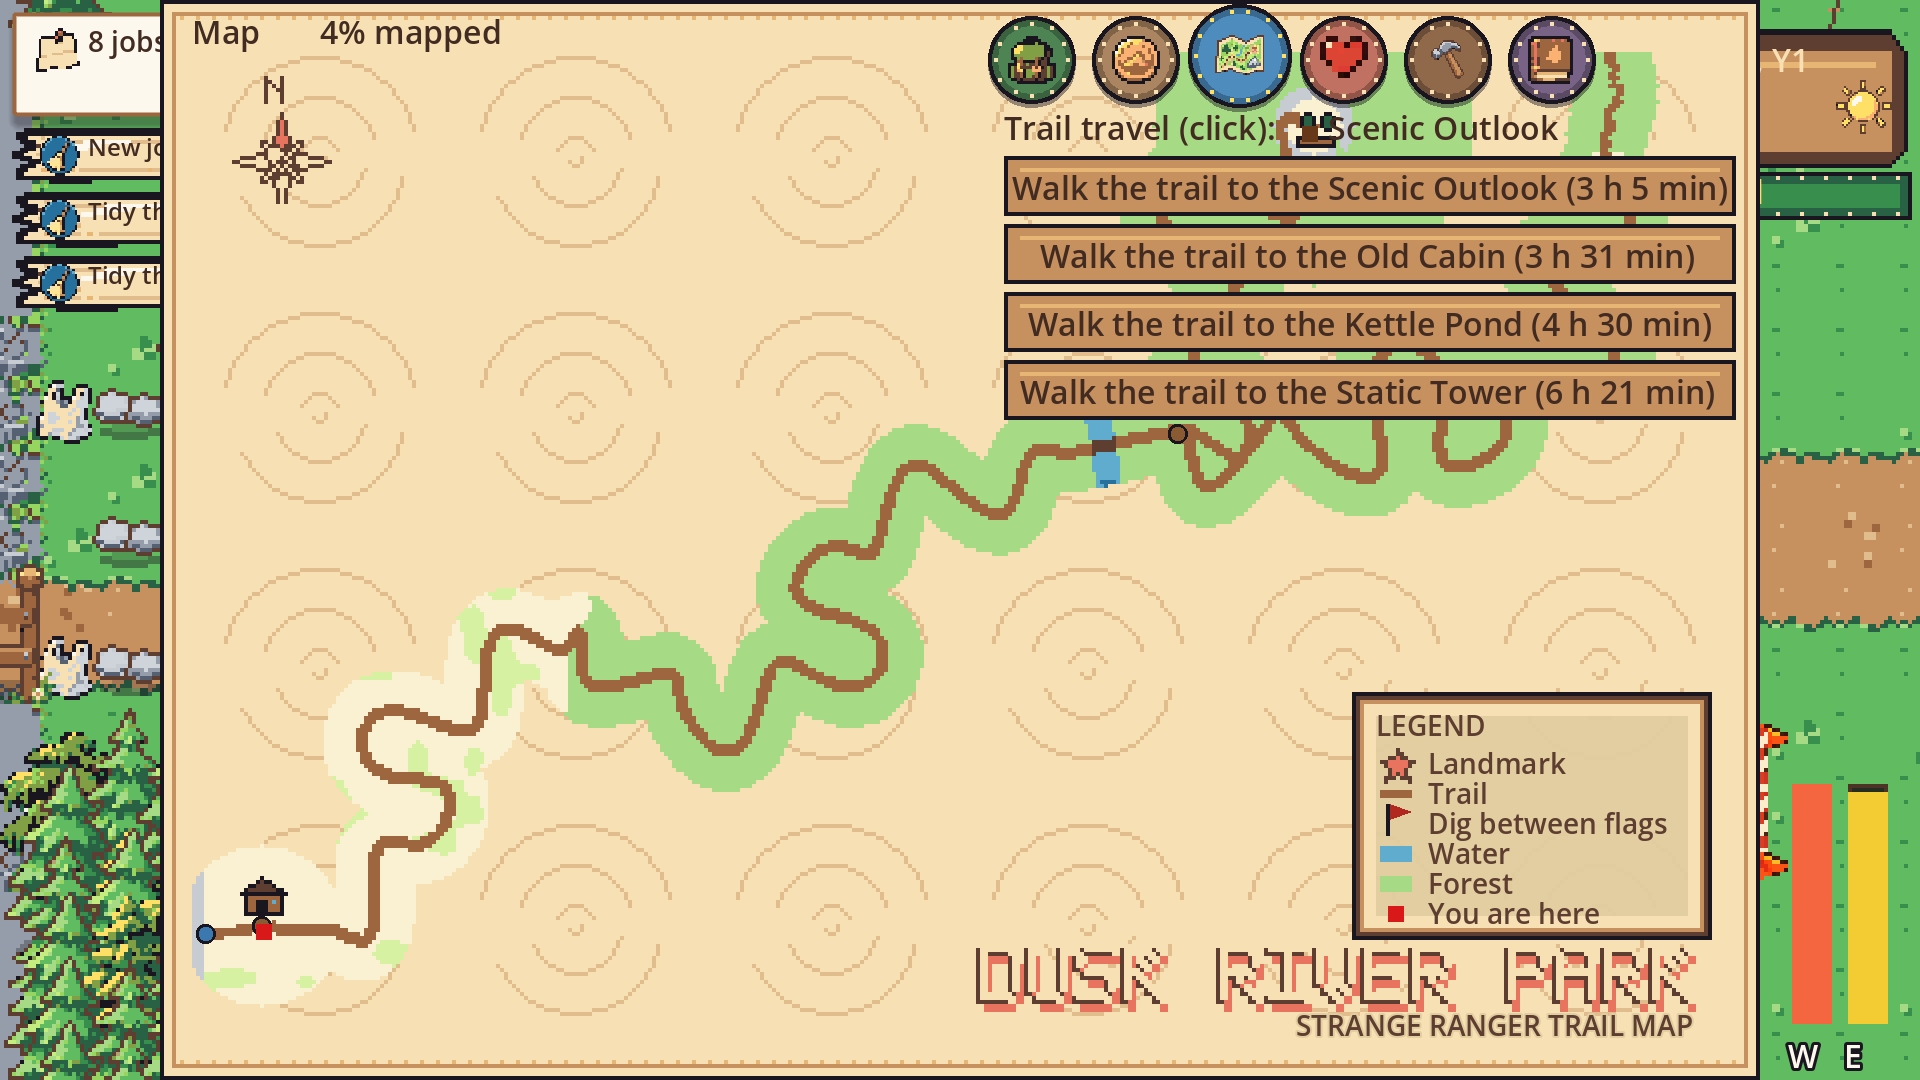 Map 4% mapped
8 jobs
Y1
N
New jo
Tidy th
Tidy th
Trail travel (click): Scenic Outlook
Walk the trail to the Scenic Outlook (3 h 5 min)
Walk the trail to the Old Cabin (3 h 31 min)
Walk the trail to the Kettle Pond (4 h 30 min)
Walk the trail to the Static Tower (6 h 21 min)
LEGEND
Landmark
Trail
Dig between flags
Water
Forest
You are here
DUSK RIVER PARK
STRANGE RANGER TRAIL MAP
W E